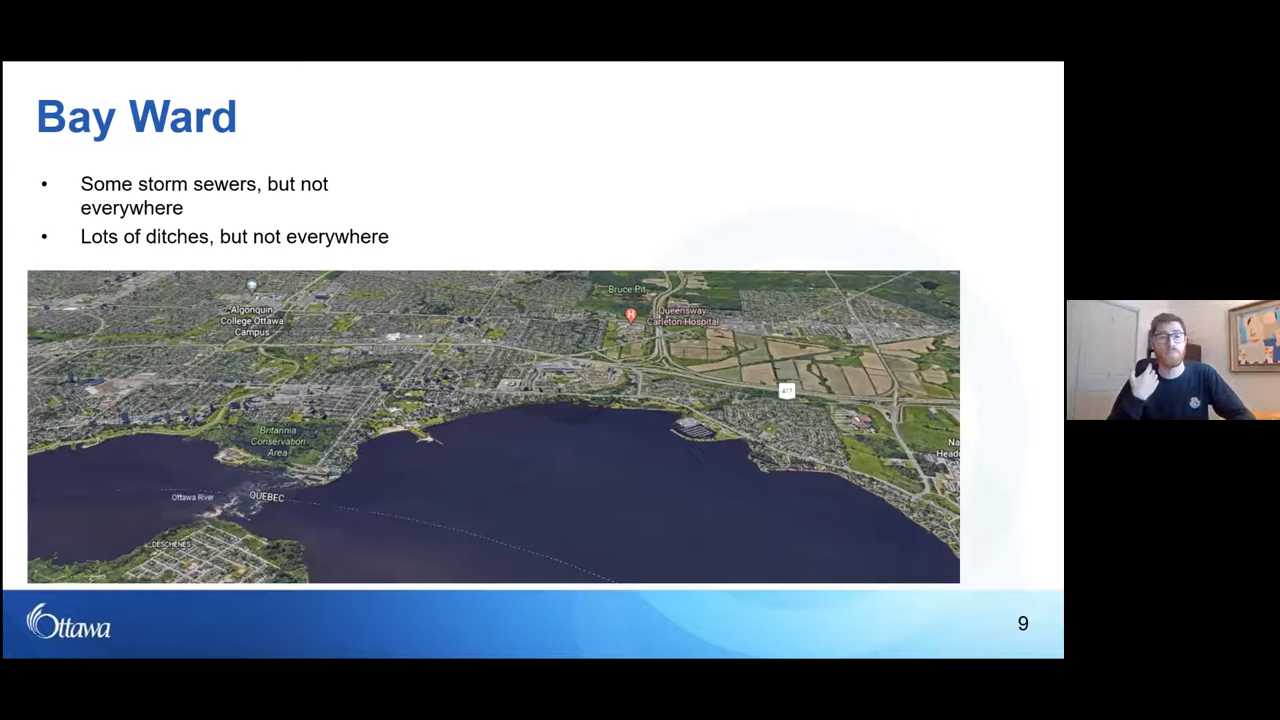 Bay Ward
• Some storm sewers, but not
everywhere
• Lots of ditches, but not everywhere
Bruce Pit
Algonquin
College Ottawa
Campus
H
Queensway
Carleton Hospital
417
Britannia
Conservation
Area
Na
Head
Ottawa River
QUEBEC
DESCHENES
Ottawa
9